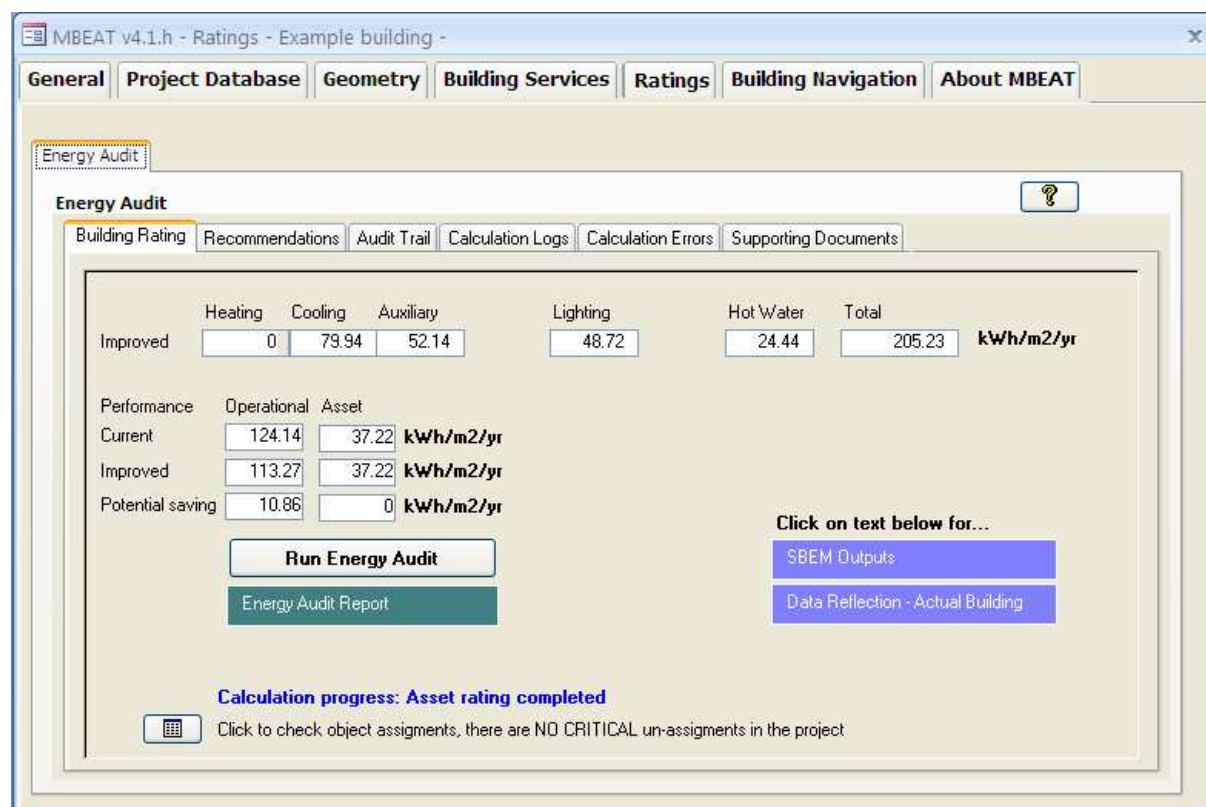 MBEAT v4.1.h - Ratings - Example building -
General Project Database Geometry Building Services Ratings Building Navigation About MBEAT
Energy Audit
Energy Audit
?
Building Rating Recommendations Audit Trail Calculation Logs Calculation Errors Supporting Documents
Heating Cooling Auxiliary Lighting Hot Water Total
Improved 0 79.94 52.14 48.72 24.44 205.23 kWh/m2/yr
Performance Operational Asset
Current 124.14 37.22 kWh/m2/yr
Improved 113.27 37.22 kWh/m2/yr
Potential saving 10.86 0 kWh/m2/yr
Click on text below for...
Run Energy Audit
SBEM Outputs
Energy Audit Report
Data Reflection - Actual Building
Calculation progress: Asset rating completed
Click to check object assigments, there are NO CRITICAL un-assigments in the project